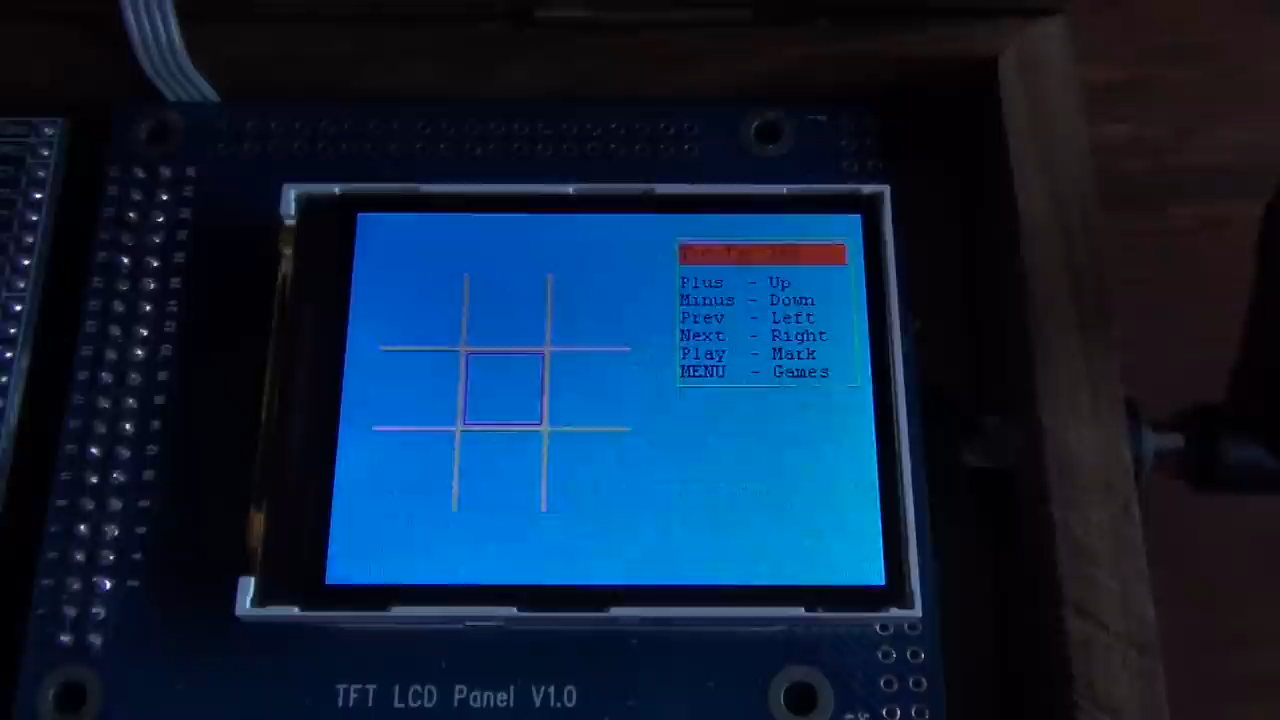 Plus - Up
Minus - Down
Prev - Left
Next - Right
Play - Mark
MENU - Games
TFT LCD Panel V1.0